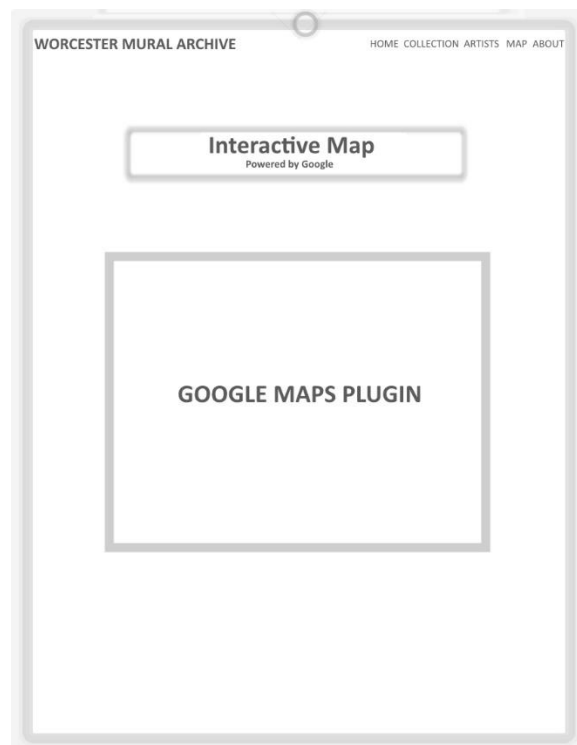 WORCESTER MURAL ARCHIVE
HOME COLLECTION ARTISTS MAP ABOUT
Interactive Map
Powered by Google
GOOGLE MAPS PLUGIN